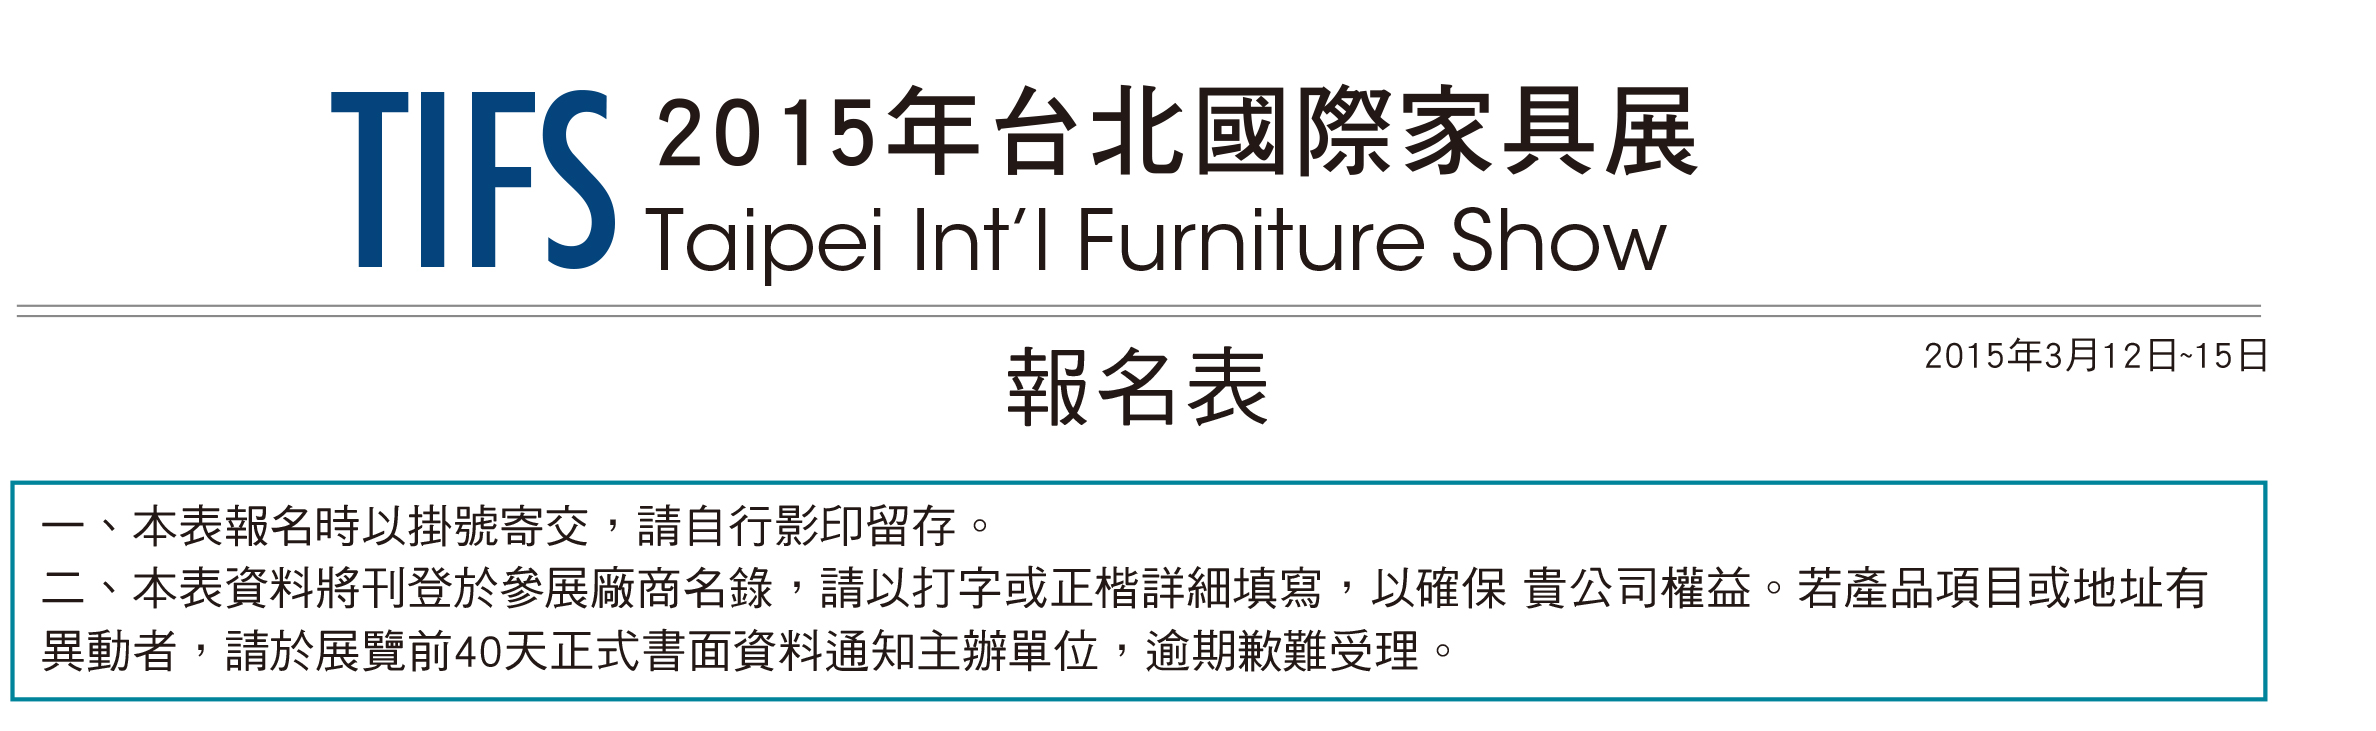 TIFS
2015年台北國際家具展
Taipei Int'l Furniture Show
2015年3月12日~15日
報名表
一、本表報名時以掛號寄交，請自行影印留存。
二、本表資料將刊登於參展廠商名錄，請以打字或正楷詳細填寫，以確保 貴公司權益。若產品項目或地址有
異動者，請於展覽前40天正式書面資料通知主辦單位，逾期歉難受理。